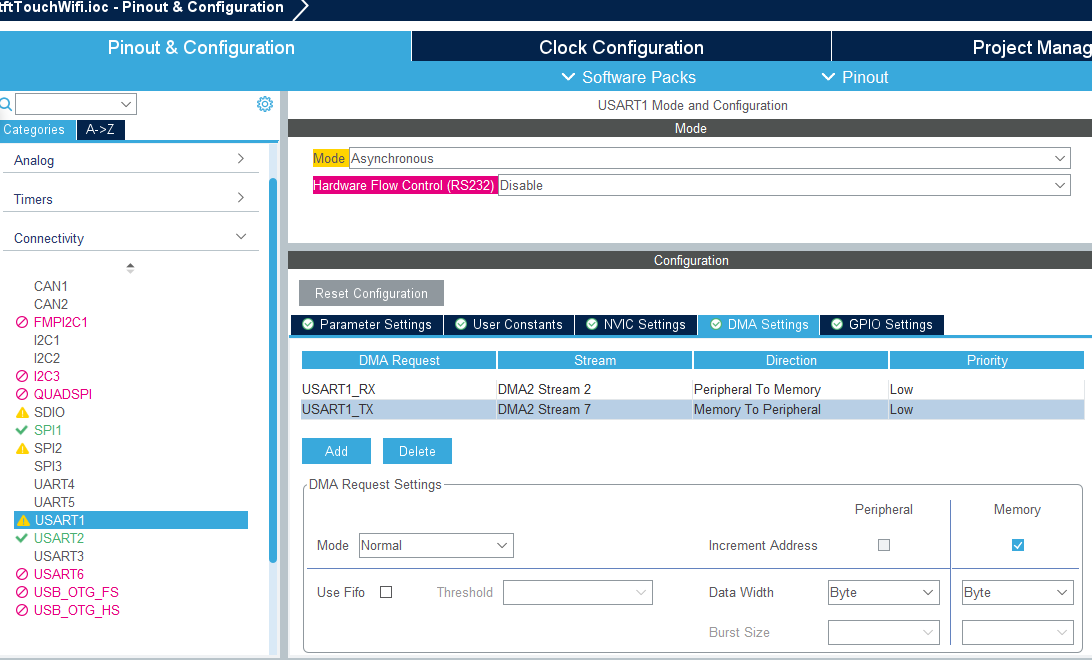 tftTouchWifi.ioc - Pinout & Configuration
Pinout & Configuration
Clock Configuration
Project Manag
Software Packs
Pinout
USART1 Mode and Configuration
Categories
A->Z
Mode
Analog
Mode Asynchronous
Hardware Flow Control (RS232) Disable
Timers
Connectivity
Configuration
CAN1
CAN2
FMPI2C1
I2C1
I2C2
I2C3
QUADSPI
SDIO
SPI1
SPI2
SPI3
UART4
UART5
USART1
USART2
USART3
USART6
USB_OTG_FS
USB_OTG_HS
Reset Configuration
Parameter Settings
User Constants
NVIC Settings
DMA Settings
GPIO Settings
DMA Request Stream Direction Priority
USART1_RX DMA2 Stream 2 Peripheral To Memory Low
USART1_TX DMA2 Stream 7 Memory To Peripheral Low
Add
Delete
DMA Request Settings
Peripheral Memory
Mode Normal Increment Address
Use Fifo Threshold Data Width Byte Byte
Burst Size